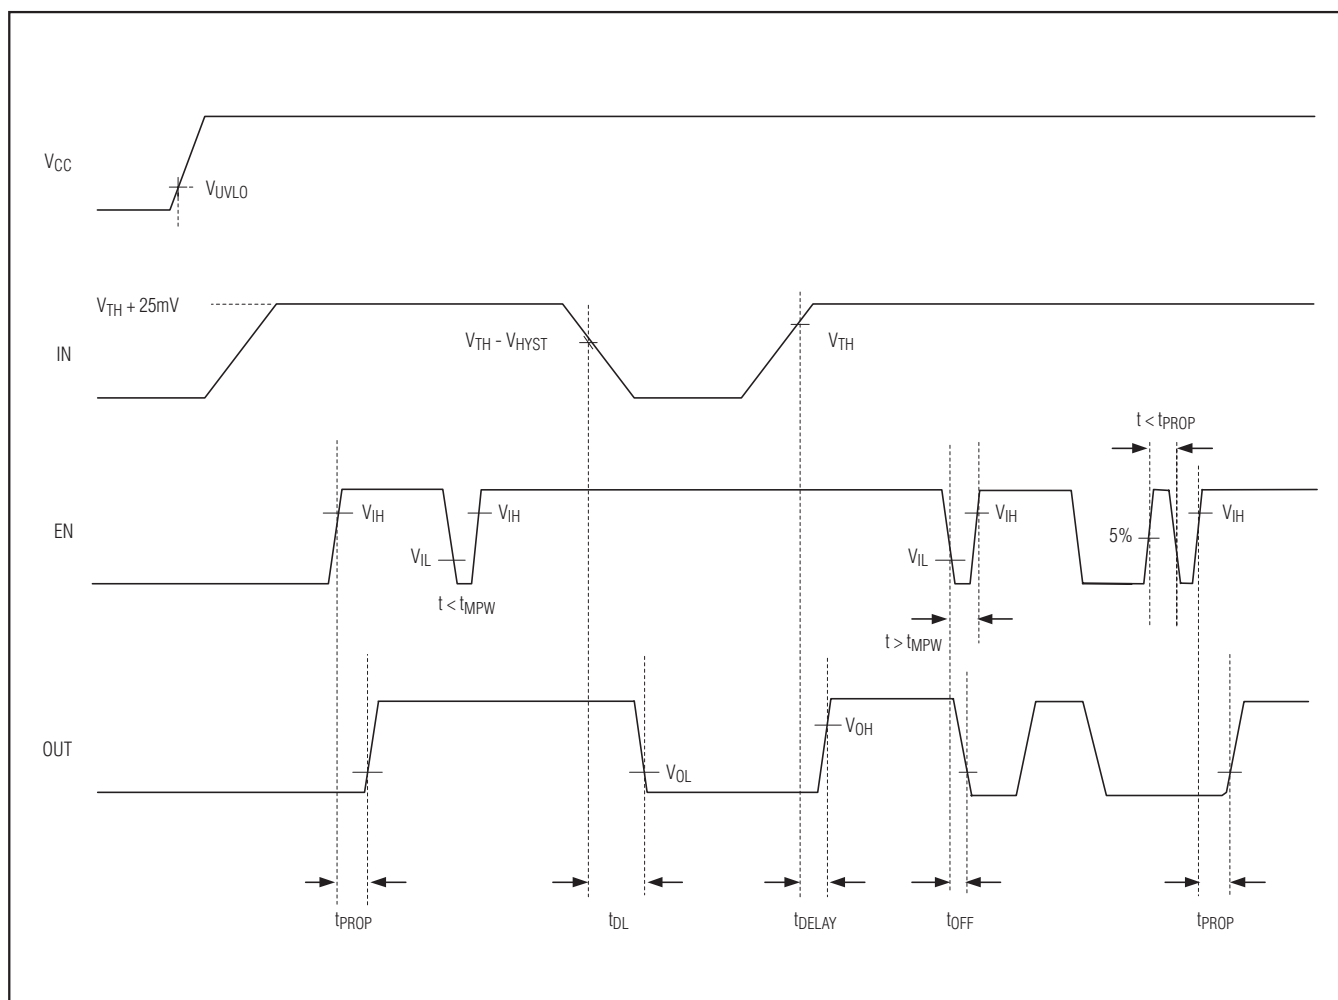 VCC
VUVLO
VTH + 25mV
IN
VTH - VHYST
VTH
t < tPROP
EN
VIH
VIL
VIH
t < tMPW
VIL
VIH
5%
VIH
t > tMPW
OUT
VOL
VOH
tPROP
tDL
tDELAY
tOFF
tPROP